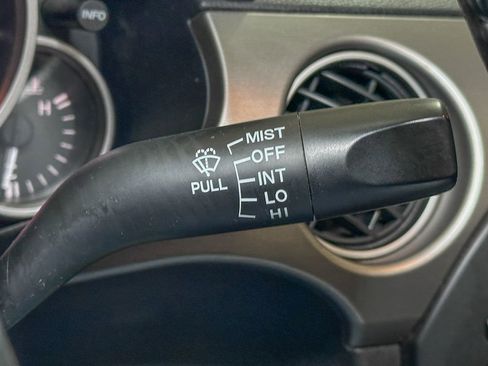 INFO
H
MIST
OFF
PULL
INT
LO
HI